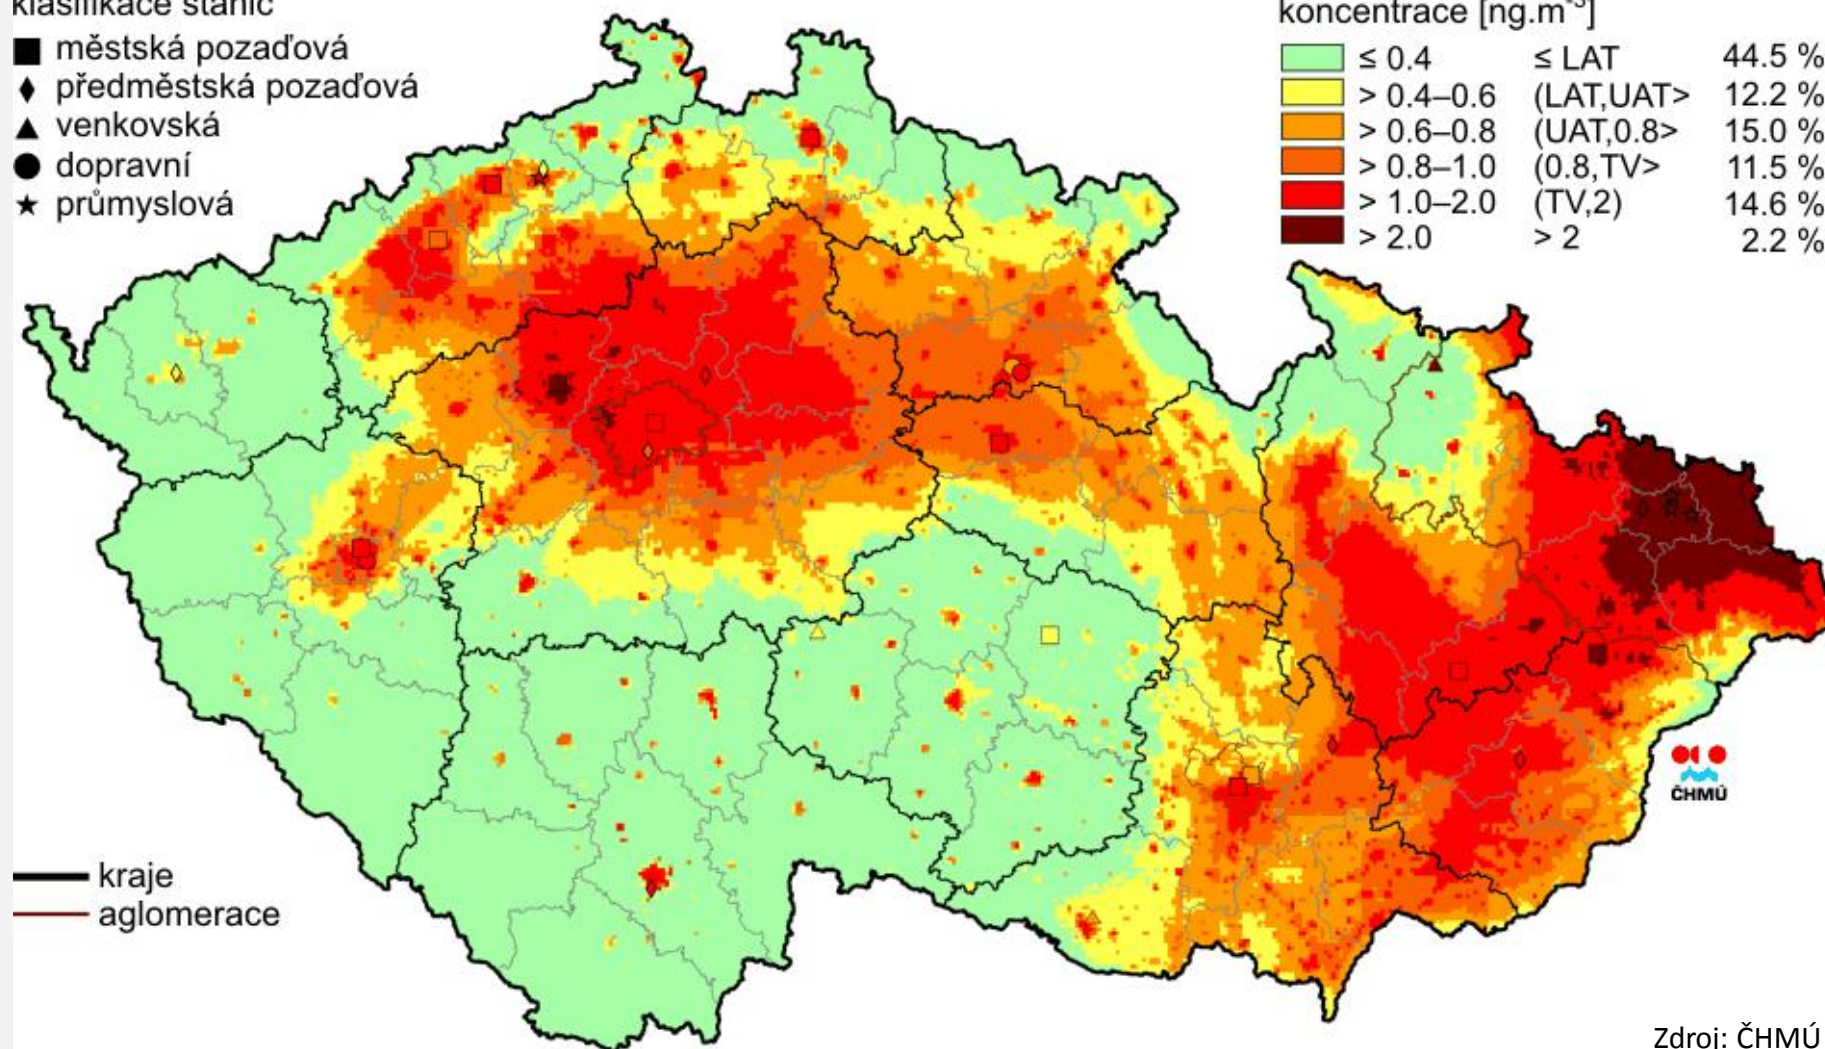 klasifikace stanic
městská pozaďová
předměstská pozaďová
venkovská
dopravní
průmyslová
koncentrace [ng.m⁻³]
≤ 0.4 ≤ LAT 44.5 %
> 0.4–0.6 (LAT,UAT> 12.2 %
> 0.6–0.8 (UAT,0.8> 15.0 %
> 0.8–1.0 (0.8,TV> 11.5 %
> 1.0–2.0 (TV,2) 14.6 %
> 2.0 > 2 2.2 %
ČHMÚ
kraje
aglomerace
Zdroj: ČHMÚ